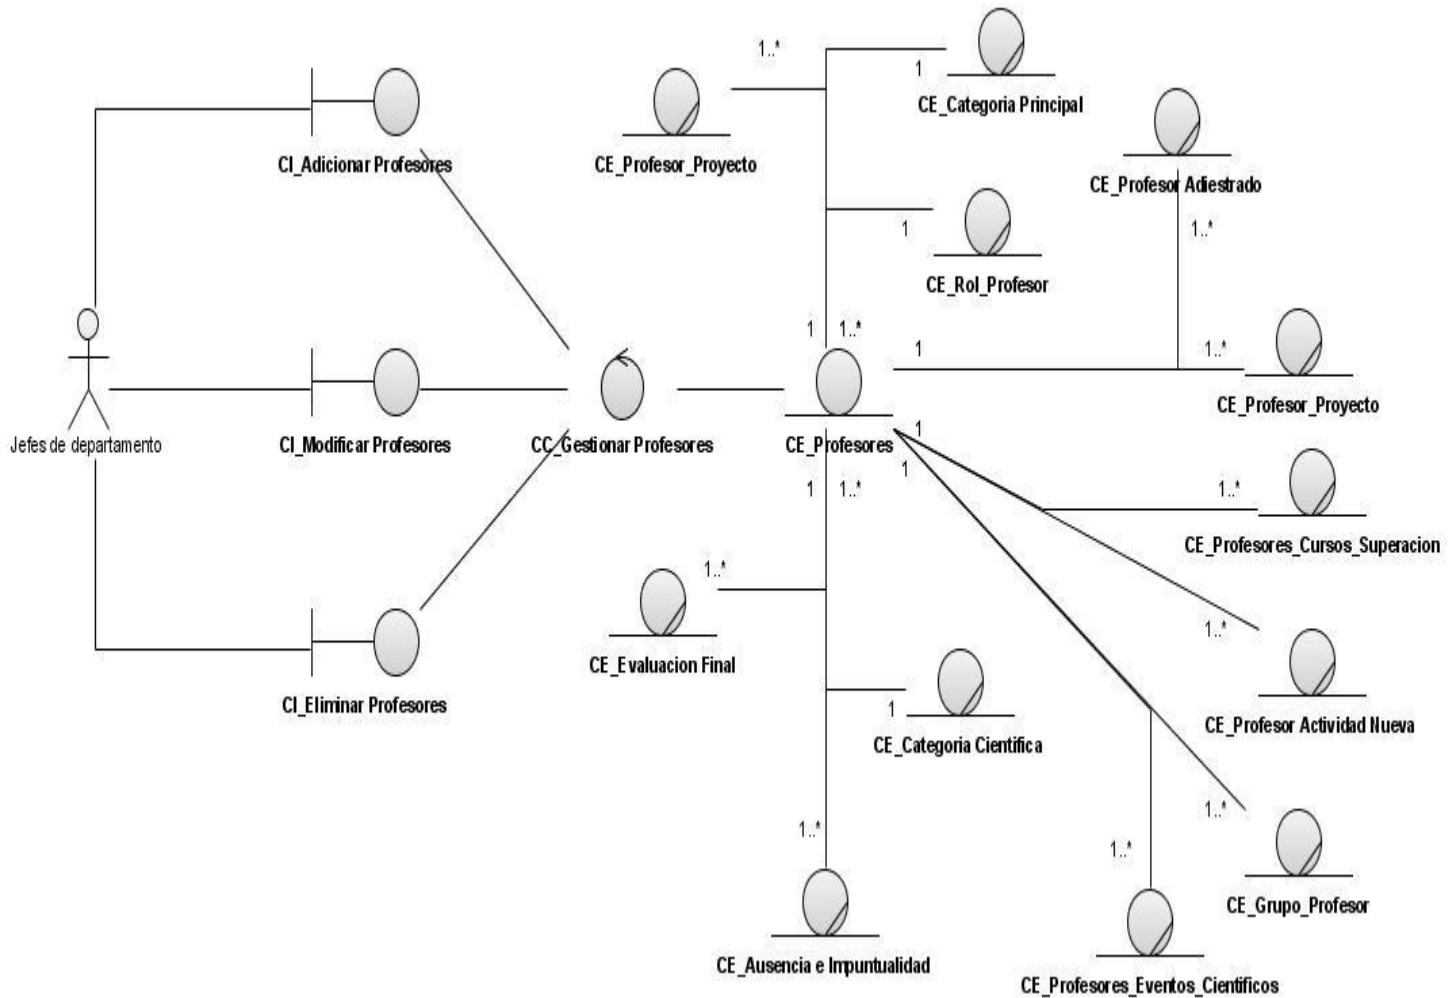 1..*
1
CE_Categoria Principal
CI_Adicionar Profesores
CE_Profesor_Proyecto
CE_Profesor Adiestrado
1
1..*
CE_Rol_Profesor
1
1..*
1
1..*
CE_Profesor_Proyecto
Jefes de departamento
CI_Modificar Profesores
CC_Gestionar Profesores
CE_Profesores
1
1
1
1..*
1..*
CE_Profesores_Cursos_Superacion
1..*
CE_Evaluacion Final
1..*
CI_Eliminar Profesores
1
CE_Categoria Cientifica
CE_Profesor Actividad Nueva
1..*
1..*
1..*
CE_Grupo_Profesor
CE_Ausencia e Impuntualidad
CE_Profesores_Eventos_Cientificos